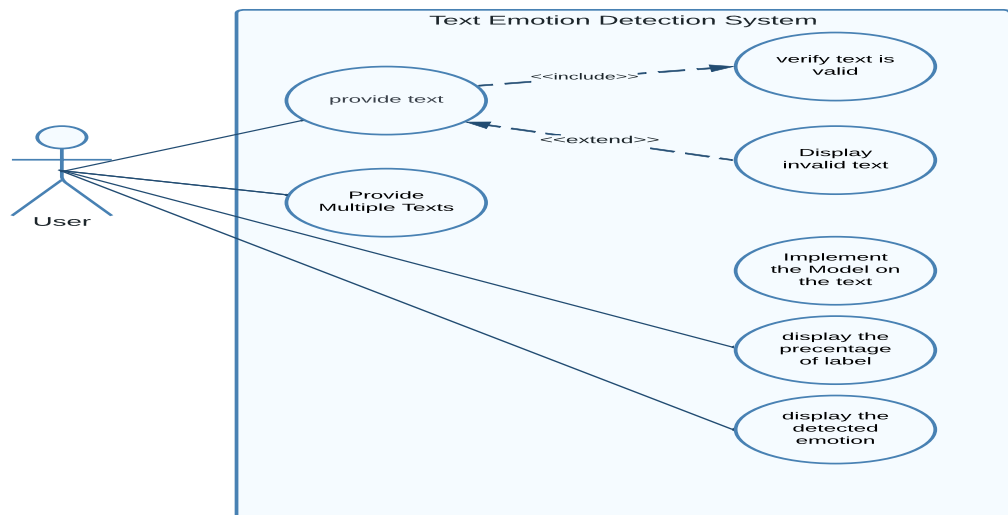 Text Emotion Detection System
verify text is
valid
<<include>>
provide text
<<extend>>
Display
invalid text
Provide
Multiple Texts
User
Implement
the Model on
the text
display the
precentage
of label
display the
detected
emotion